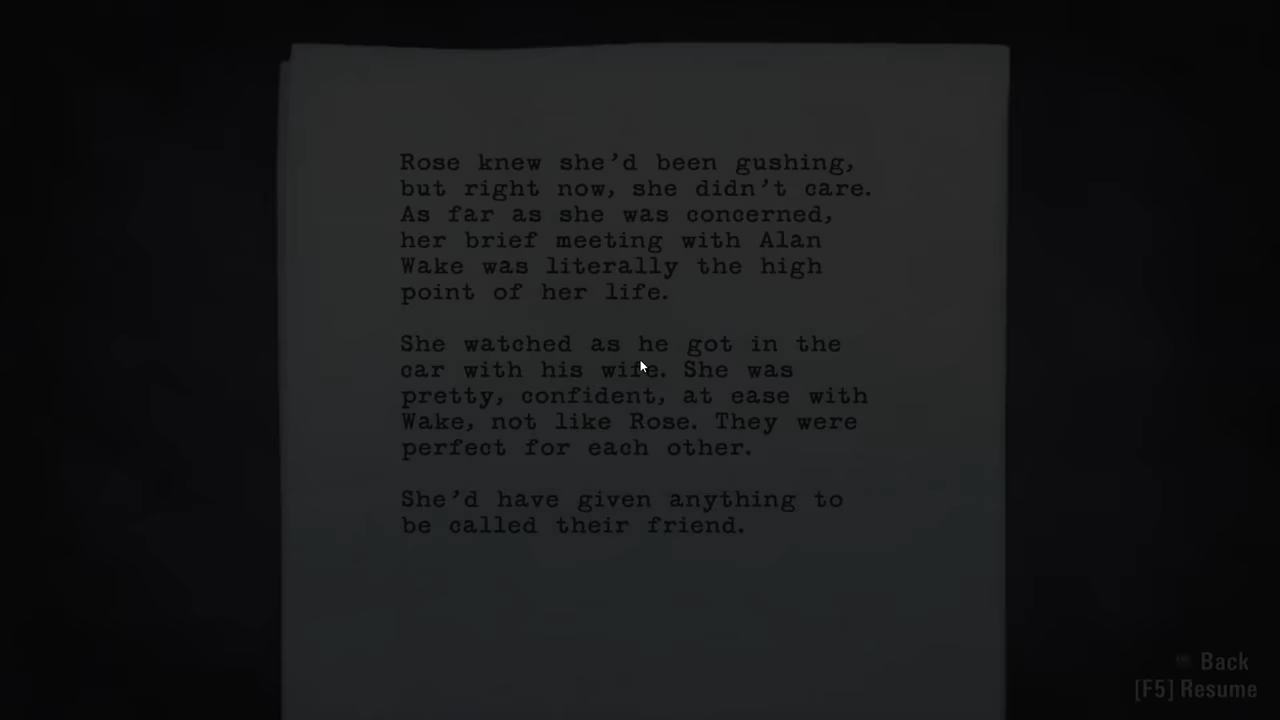 Rose knew she'd been gushing,
but right now, she didn't care.
As far as she was concerned,
her brief meeting with Alan
Wake was literally the high
point of her life.
She watched as he got in the
car with his wife. She was
pretty, confident, at ease with
Wake, not like Rose. They were
perfect for each other.
She'd have given anything to
be called their friend.
Back
[F5] Resume